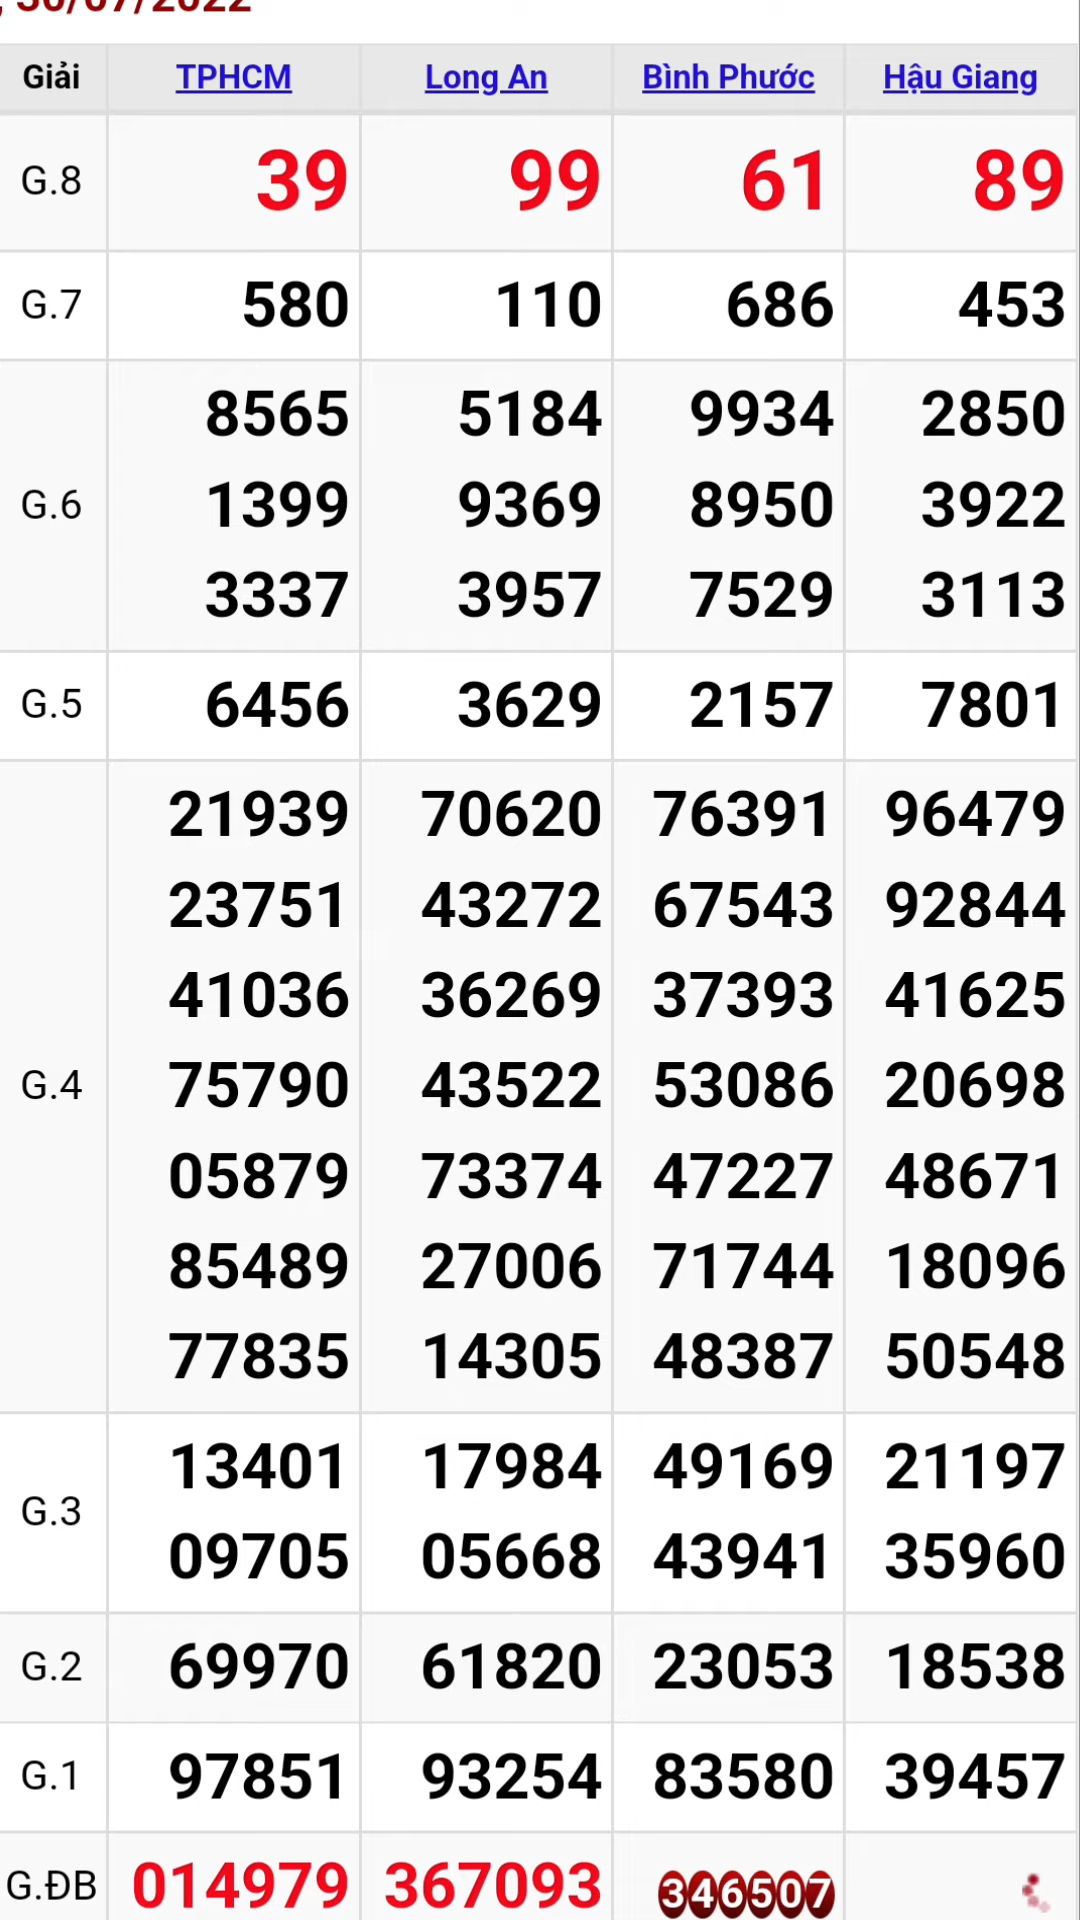 , 30/07/2022
Giải TPHCM Long An Bình Phước Hậu Giang
G.8 39 99 61 89
G.7 580 110 686 453
8565 5184 9934 2850
G.6 1399 9369 8950 3922
3337 3957 7529 3113
G.5 6456 3629 2157 7801
21939 70620 76391 96479
23751 43272 67543 92844
41036 36269 37393 41625
G.4 75790 43522 53086 20698
05879 73374 47227 48671
85489 27006 71744 18096
77835 14305 48387 50548
G.3 13401 17984 49169 21197
09705 05668 43941 35960
G.2 69970 61820 23053 18538
G.1 97851 93254 83580 39457
G.ĐB 014979 367093 346507